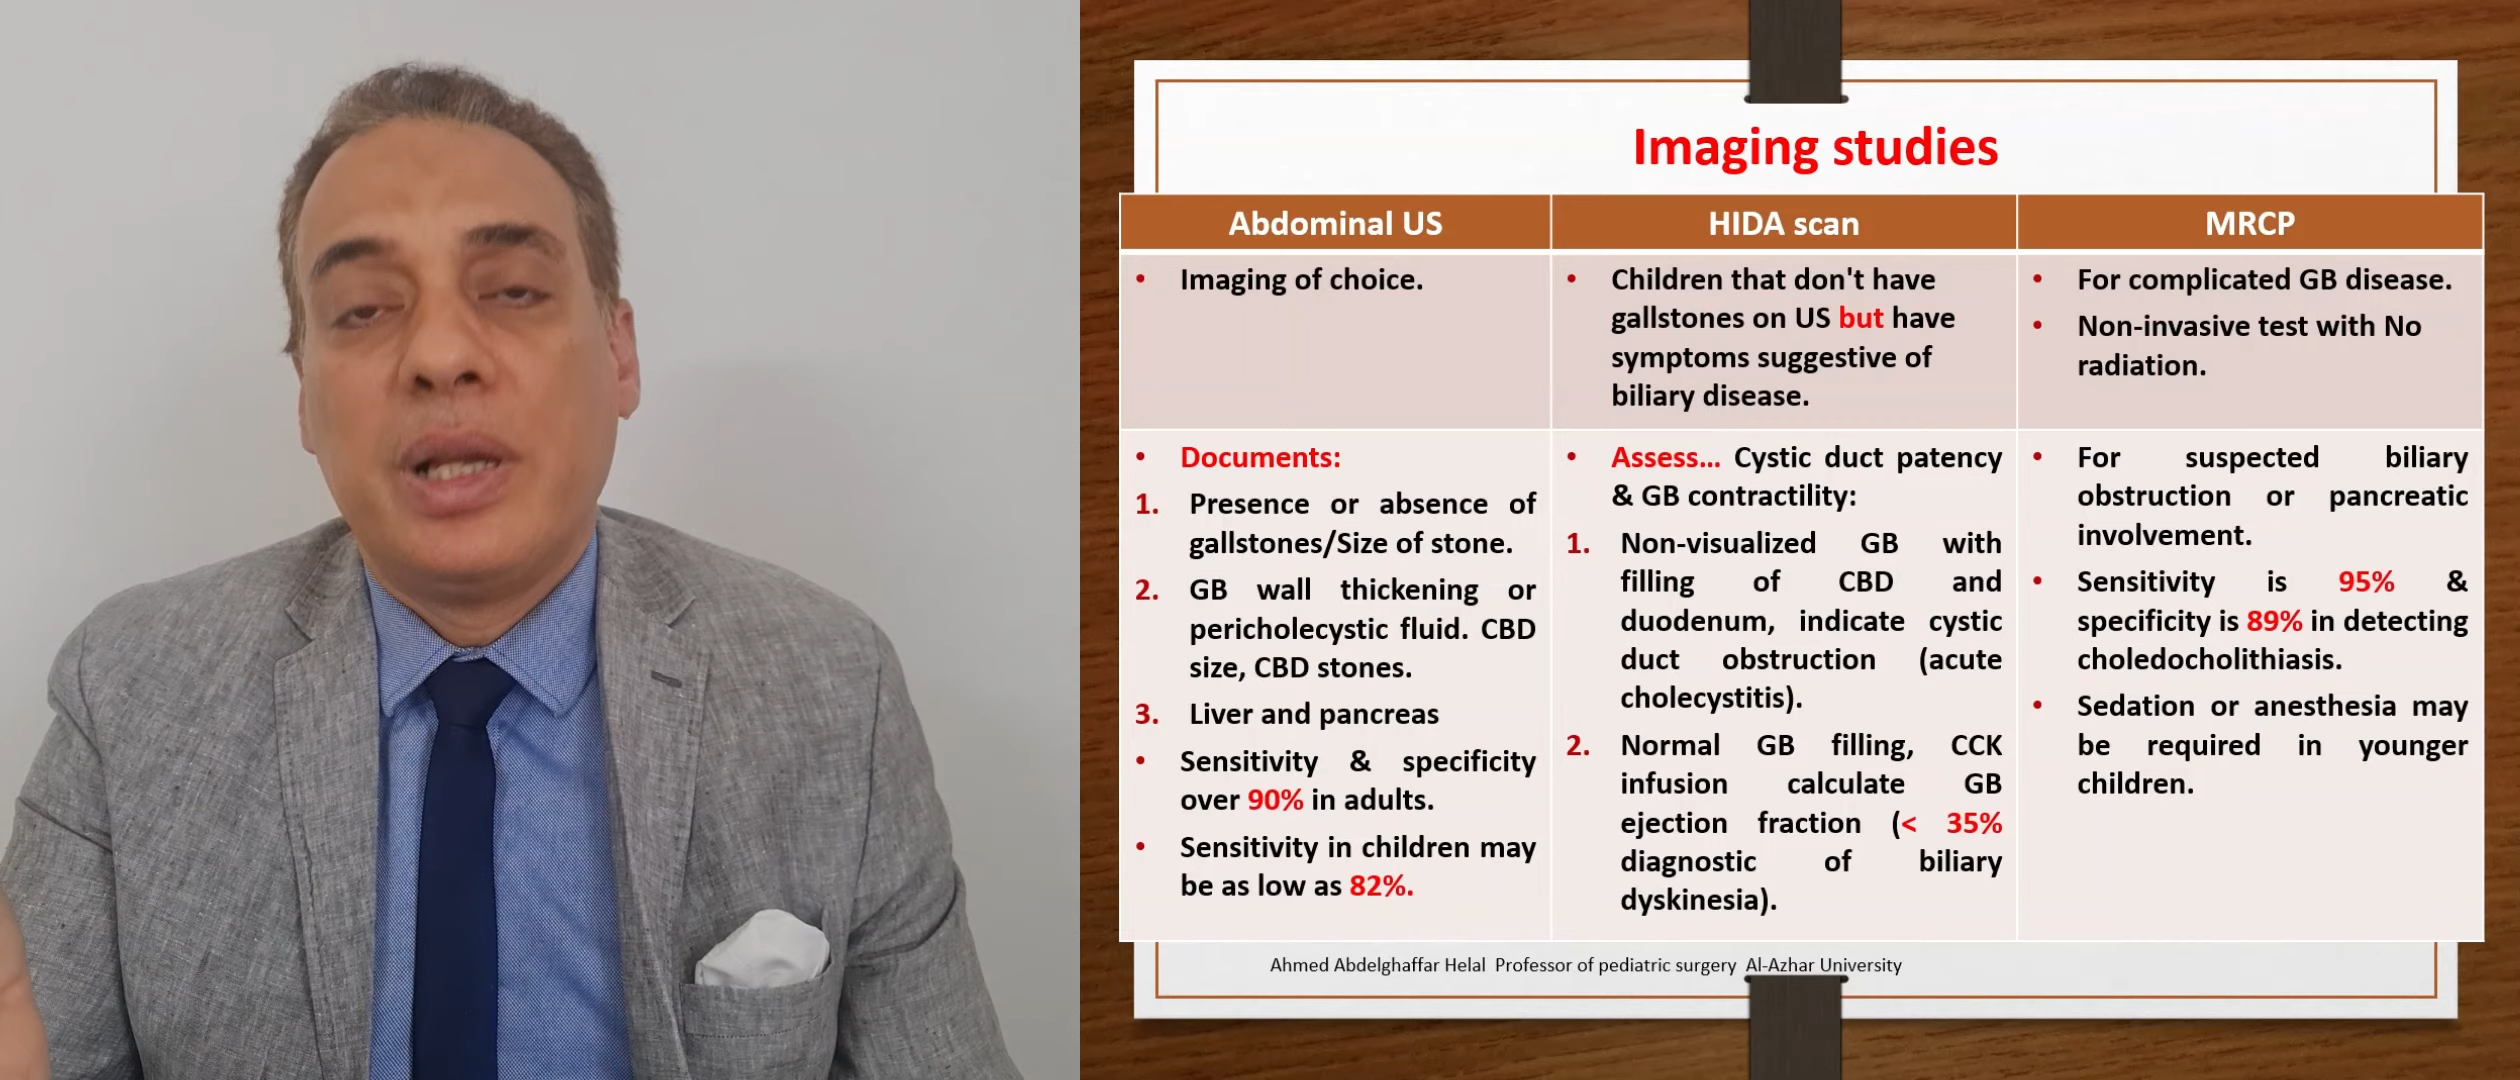 Imaging studies
Abdominal US
HIDA scan
MRCP
• Imaging of choice.
• Children that don't have
gallstones on US but have
symptoms suggestive of
biliary disease.
• For complicated GB disease.
• Non-invasive test with No
radiation.
• Documents:
1. Presence or absence of
gallstones/Size of stone.
2. GB wall thickening or
pericholecystic fluid. CBD
size, CBD stones.
3. Liver and pancreas
• Sensitivity & specificity
over 90% in adults.
• Sensitivity in children may
be as low as 82%.
• Assess... Cystic duct patency
& GB contractility:
1. Non-visualized GB with
filling of CBD and
duodenum, indicate cystic
duct obstruction (acute
cholecystitis).
2. Normal GB filling, CCK
infusion calculate GB
ejection fraction (< 35%
diagnostic of biliary
dyskinesia).
• For suspected biliary
obstruction or pancreatic
involvement.
• Sensitivity is 95% &
specificity is 89% in detecting
choledocholithiasis.
• Sedation or anesthesia may
be required in younger
children.
Ahmed Abdelghaffar Helal Professor of pediatric surgery Al-Azhar University